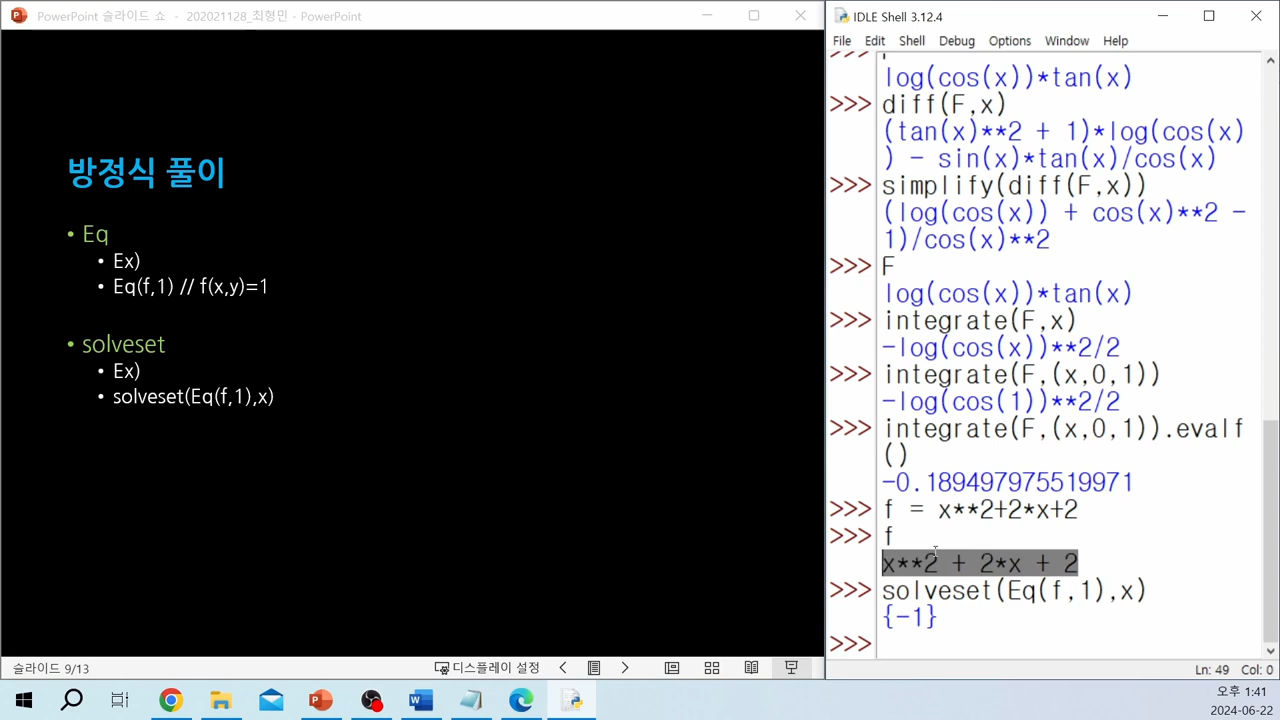 PowerPoint 슬라이드 쇼 - 202021128_최형민 - PowerPoint
방정식 풀이
• Eq
• Ex)
• Eq(f,1) // f(x,y)=1
• solveset
• Ex)
• solveset(Eq(f,1),x)
슬라이드 9/13
디스플레이 설정
IDLE Shell 3.12.4
File Edit Shell Debug Options Window Help
log(cos(x))*tan(x)
>>> diff(F,x)
(tan(x)**2 + 1)*log(cos(x)
) - sin(x)*tan(x)/cos(x)
>>> simplify(diff(F,x))
(log(cos(x)) + cos(x)**2 -
1)/cos(x)**2
>>> F
log(cos(x))*tan(x)
>>> integrate(F,x)
-log(cos(x))**2/2
>>> integrate(F,(x,0,1))
-log(cos(1))**2/2
>>> integrate(F,(x,0,1)).evalf
()
-0.189497975519971
>>> f = x**2+2*x+2
>>> f
x**2 + 2*x + 2
>>> solveset(Eq(f,1),x)
{-1}
>>>
Ln: 49 Col: 0
오후 1:41
2024-06-22